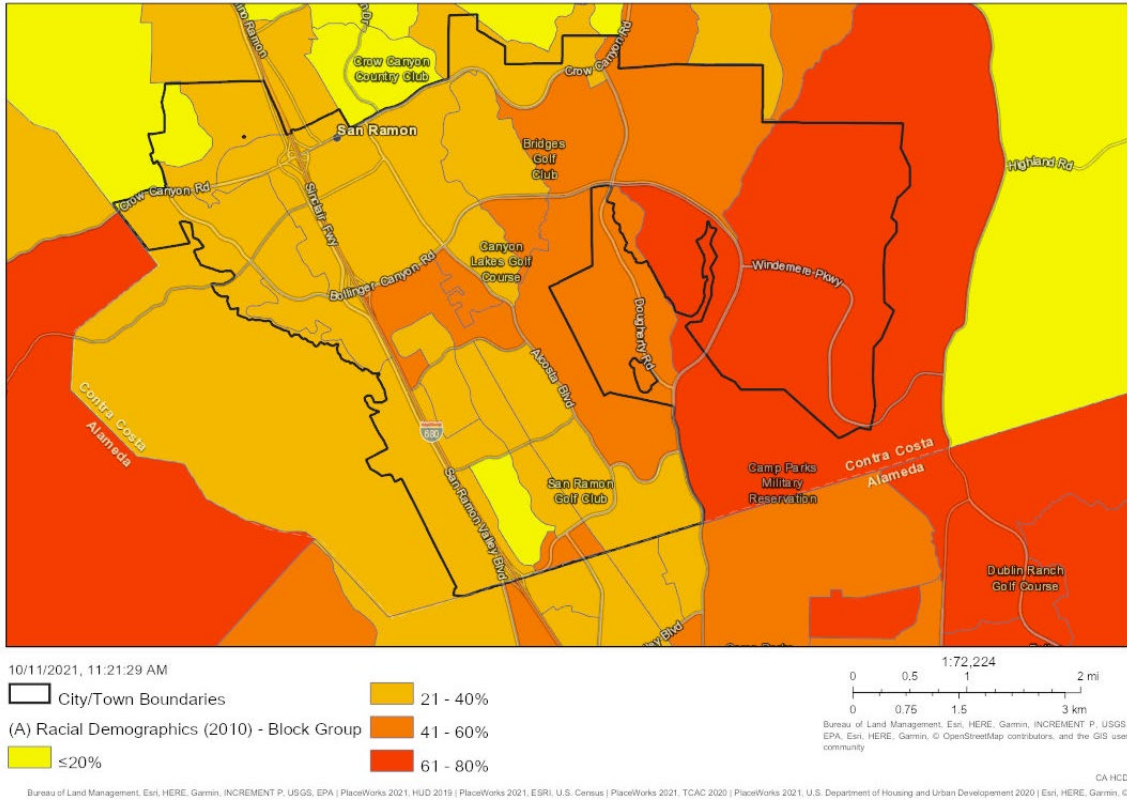 Crow Canyon
Country Club
Crow Canyon Rd
San Ramon
Bridges
Golf
Club
Highland Rd
Crow Canyon Rd
Sinclair Fwy
Canyon
Lakes Golf
Course
Bollinger Canyon Rd
Windemere Pkwy
Dougherty Rd
Alcosta Blvd
Contra Costa
Alameda
680
San Ramon Valley Blvd
San Ramon
Golf Club
Camp Parks
Military
Reservation
Contra Costa
Alameda
Dublin Ranch
Golf Course
10/11/2021, 11:21:29 AM
City/Town Boundaries
(A) Racial Demographics (2010) - Block Group
≤20%
21 - 40%
41 - 60%
61 - 80%
1:72,224
0 0.5 1 2 mi
0 0.75 1.5 3 km
Bureau of Land Management, Esri, HERE, Garmin, INCREMENT P, USGS,
EPA, Esri, HERE, Garmin, © OpenStreetMap contributors, and the GIS user
community
CA HCD
Bureau of Land Management, Esri, HERE, Garmin, INCREMENT P, USGS, EPA | PlaceWorks 2021, HUD 2019 | PlaceWorks 2021, ESRI, U.S. Census | PlaceWorks 2021, TCAC 2020 | PlaceWorks 2021, U.S. Department of Housing and Urban Developement 2020 | Esri, HERE, Garmin, ©